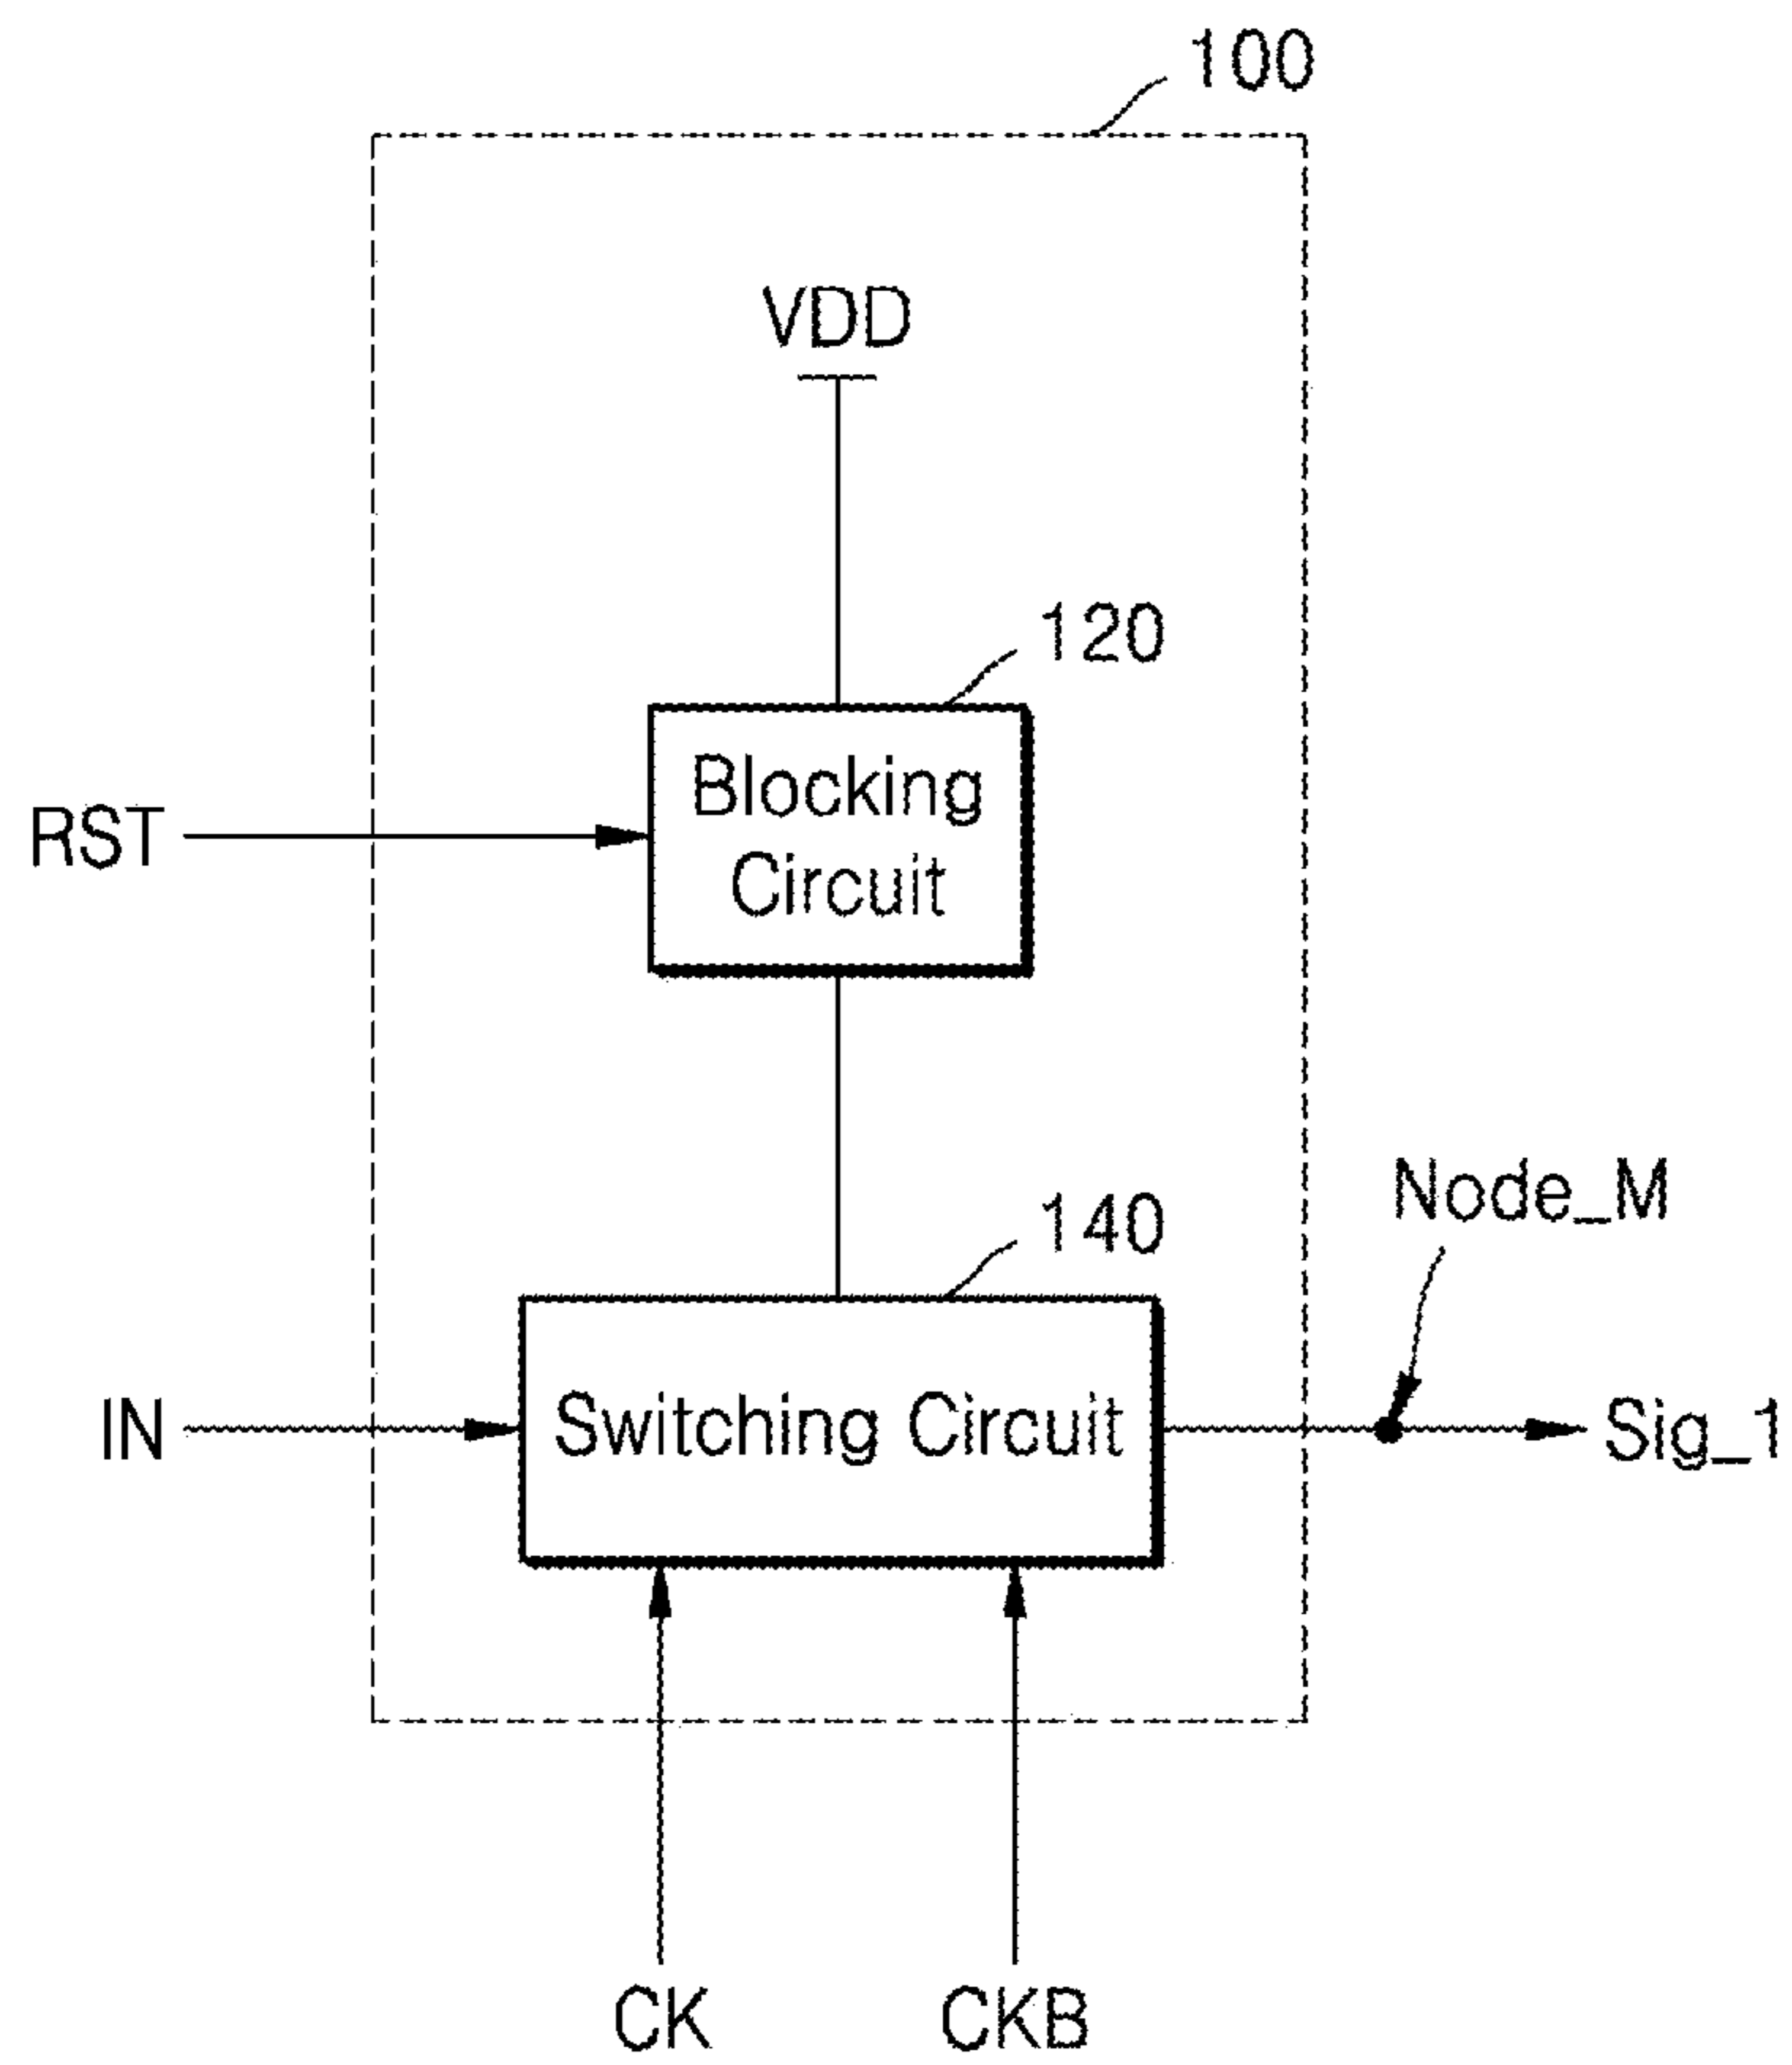 100
VDD
120
Blocking
Circuit
RST
140
Node_M
IN
Switching Circuit
Sig_1
CK
CKB